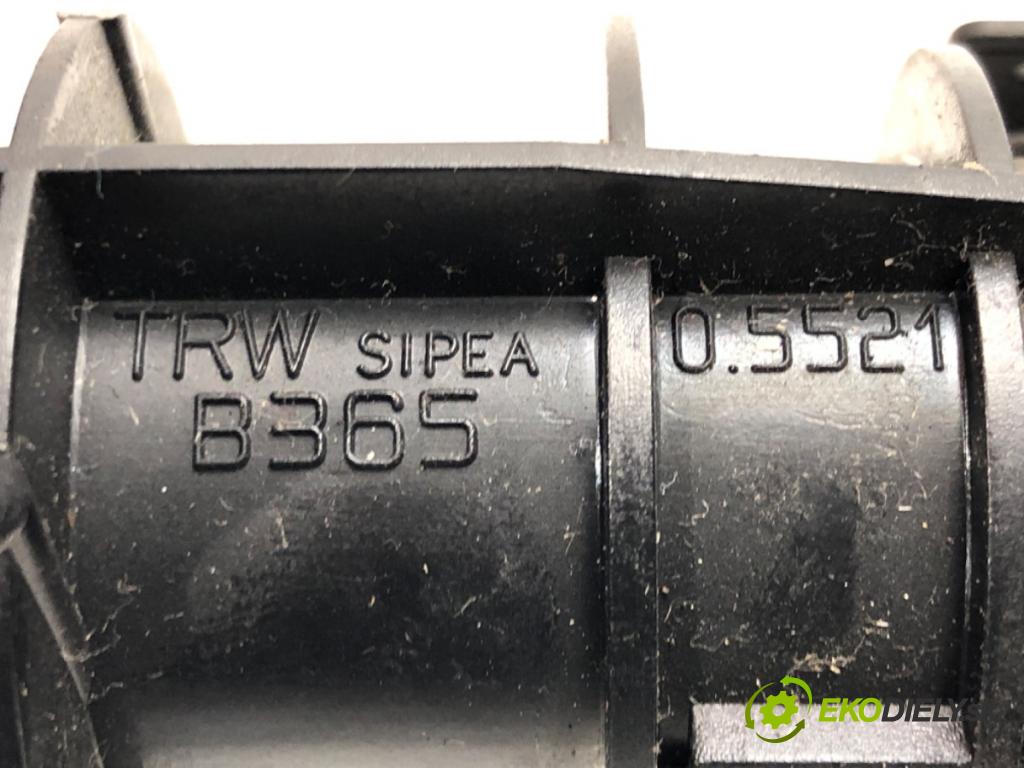 TRW SIPEA 0.5521
B365
EKODIELY